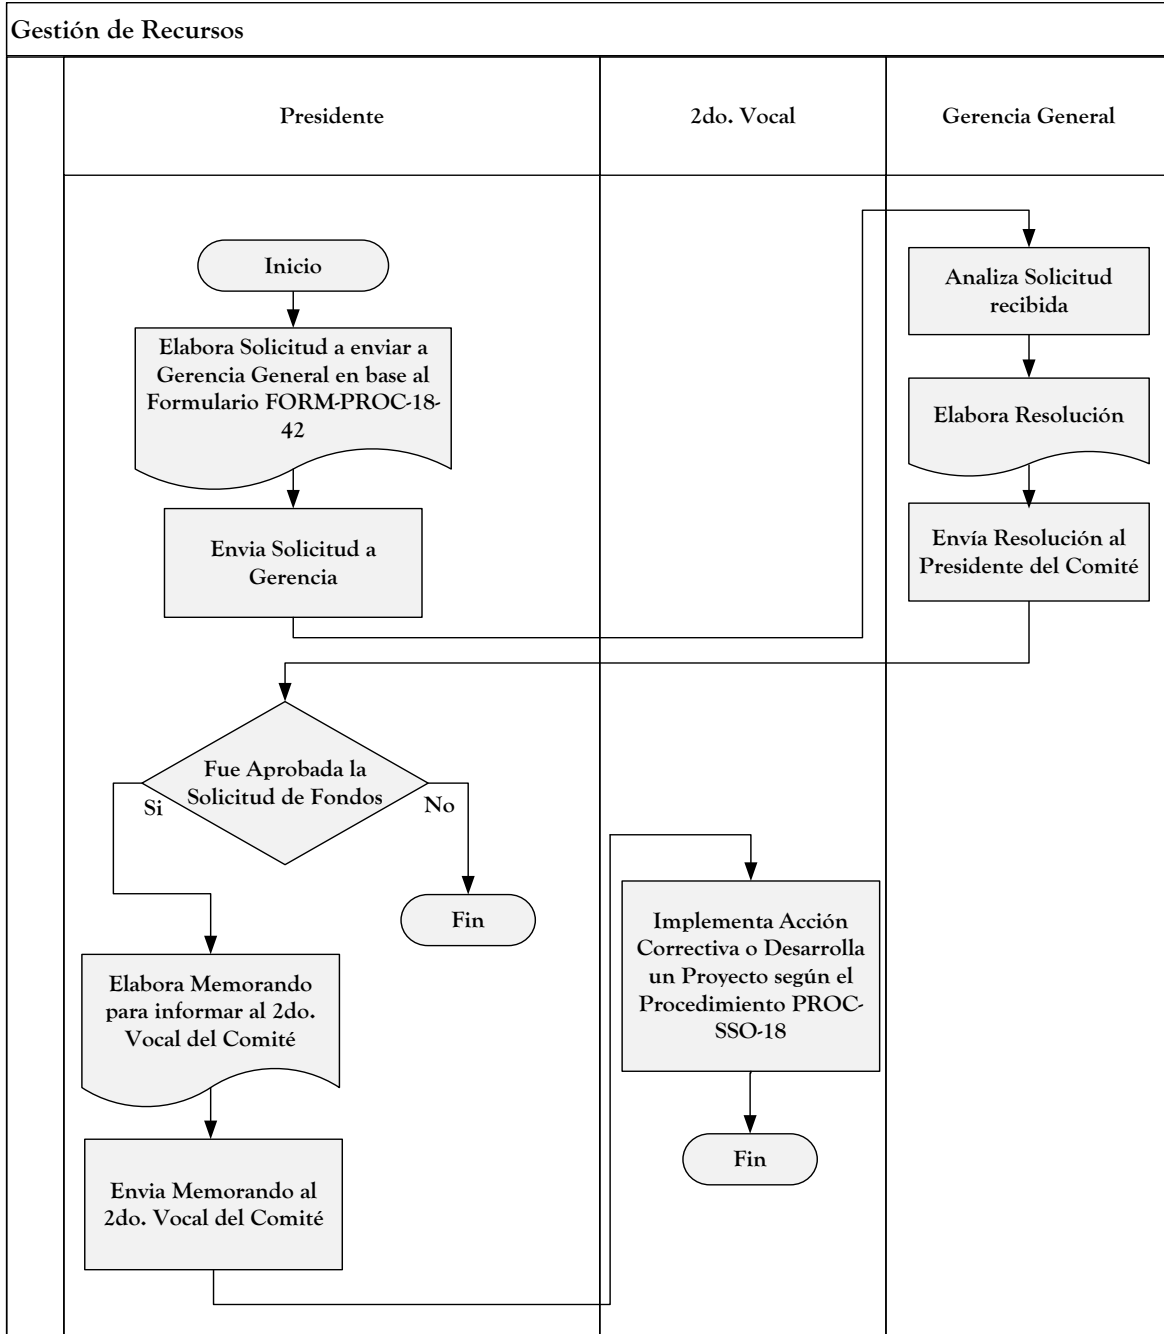 Gestión de Recursos
Presidente
2do. Vocal
Gerencia General
Inicio
Elabora Solicitud a enviar a
Gerencia General en base al
Formulario FORM-PROC-18-
42
Envia Solicitud a
Gerencia
Analiza Solicitud
recibida
Elabora Resolución
Envía Resolución al
Presidente del Comité
Fue Aprobada la
Solicitud de Fondos
Si
No
Fin
Elabora Memorando
para informar al 2do.
Vocal del Comité
Envia Memorando al
2do. Vocal del Comité
Implementa Acción
Correctiva o Desarrolla
un Proyecto según el
Procedimiento PROC-
SSO-18
Fin